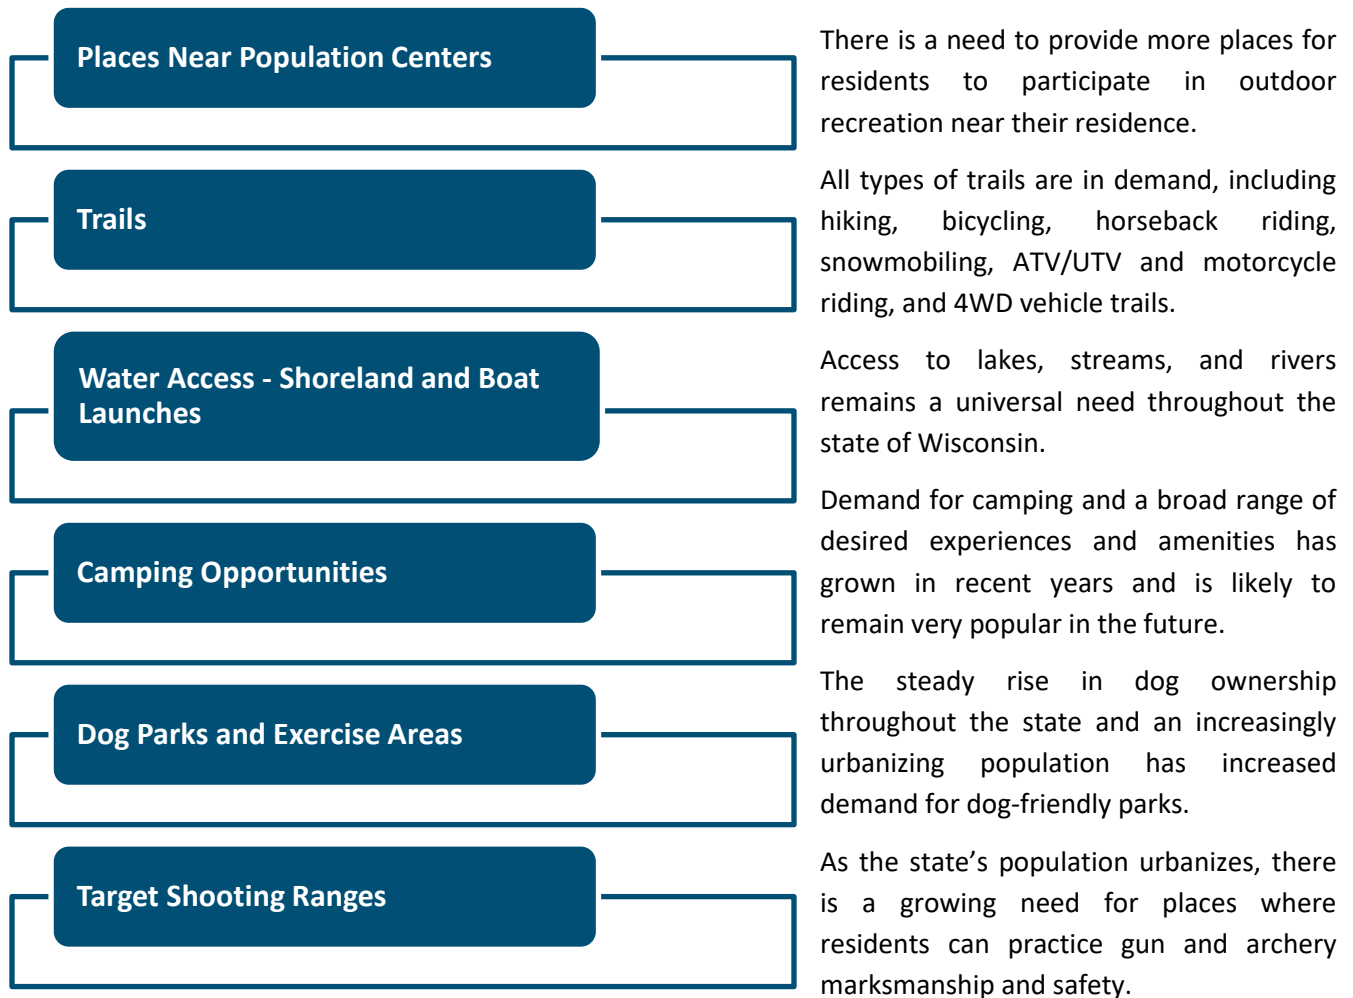 Places Near Population Centers
There is a need to provide more places for
residents to participate in outdoor
recreation near their residence.
Trails
All types of trails are in demand, including
hiking, bicycling, horseback riding,
snowmobiling, ATV/UTV and motorcycle
riding, and 4WD vehicle trails.
Water Access - Shoreland and Boat
Launches
Access to lakes, streams, and rivers
remains a universal need throughout the
state of Wisconsin.
Camping Opportunities
Demand for camping and a broad range of
desired experiences and amenities has
grown in recent years and is likely to
remain very popular in the future.
Dog Parks and Exercise Areas
The steady rise in dog ownership
throughout the state and an increasingly
urbanizing population has increased
demand for dog-friendly parks.
Target Shooting Ranges
As the state’s population urbanizes, there
is a growing need for places where
residents can practice gun and archery
marksmanship and safety.